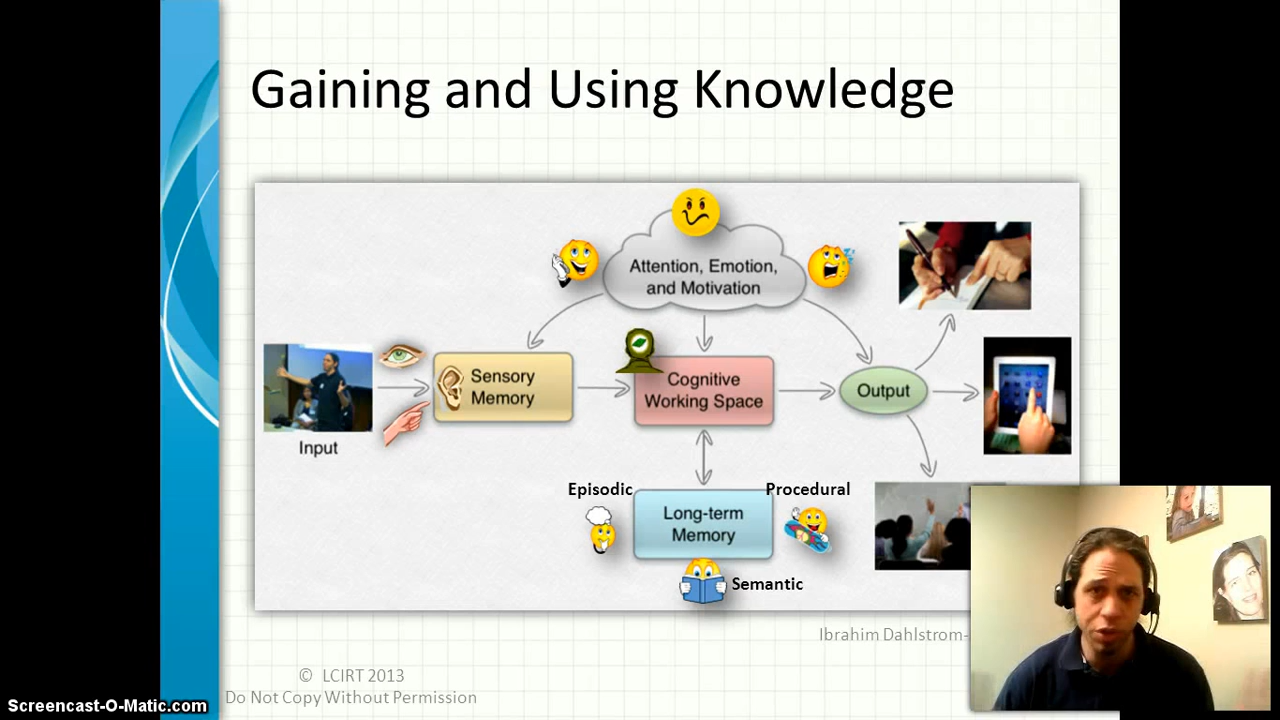 Gaining and Using Knowledge
Attention, Emotion,
and Motivation
Sensory
Memory
Cognitive
Working Space
Output
Input
Episodic
Procedural
Long-term
Memory
Semantic
Ibrahim Dahlstrom-
© LCIRT 2013
Do Not Copy Without Permission
Screencast-O-Matic.com